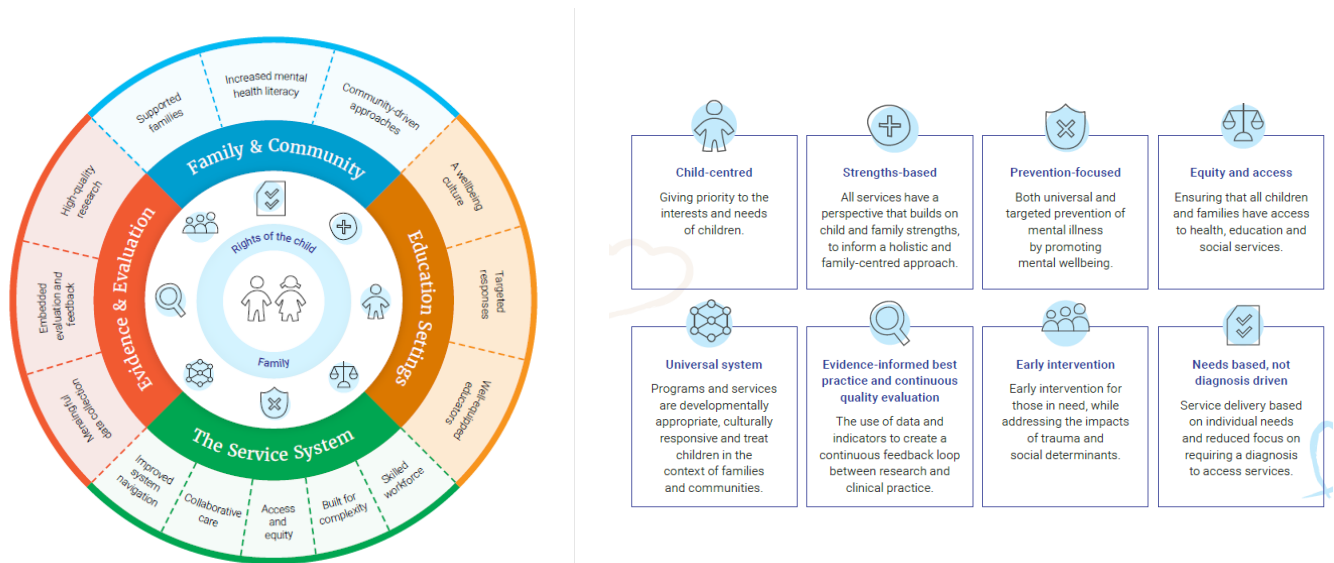 Supported
families
Increased mental
health literacy
Community-driven
approaches
Family & Community
A wellbeing
culture
Targeted
responses
Well-equipped
educators
Education Settings
Improved
system
navigation
Collaborative
care
Access
and
equity
Built for
complexity
Skilled
workforce
The Service System
High-quality
research
Embedded
evaluation and
feedback
Meaningful
data collection
Evidence & Evaluation
Rights of the child
Family
Child-centred
Giving priority to the
interests and needs
of children.
Strengths-based
All services have a
perspective that builds on
child and family strengths,
to inform a holistic and
family-centred approach.
Prevention-focused
Both universal and
targeted prevention of
mental illness
by promoting
mental wellbeing.
Equity and access
Ensuring that all children
and families have access
to health, education and
social services.
Universal system
Programs and services
are developmentally
appropriate, culturally
responsive and treat
children in the
context of families
and communities.
Evidence-informed best
practice and continuous
quality evaluation
The use of data and
indicators to create a
continuous feedback loop
between research and
clinical practice.
Early intervention
Early intervention for
those in need, while
addressing the impacts
of trauma and
social determinants.
Needs based, not
diagnosis driven
Service delivery based
on individual needs
and reduced focus on
requiring a diagnosis
to access services.